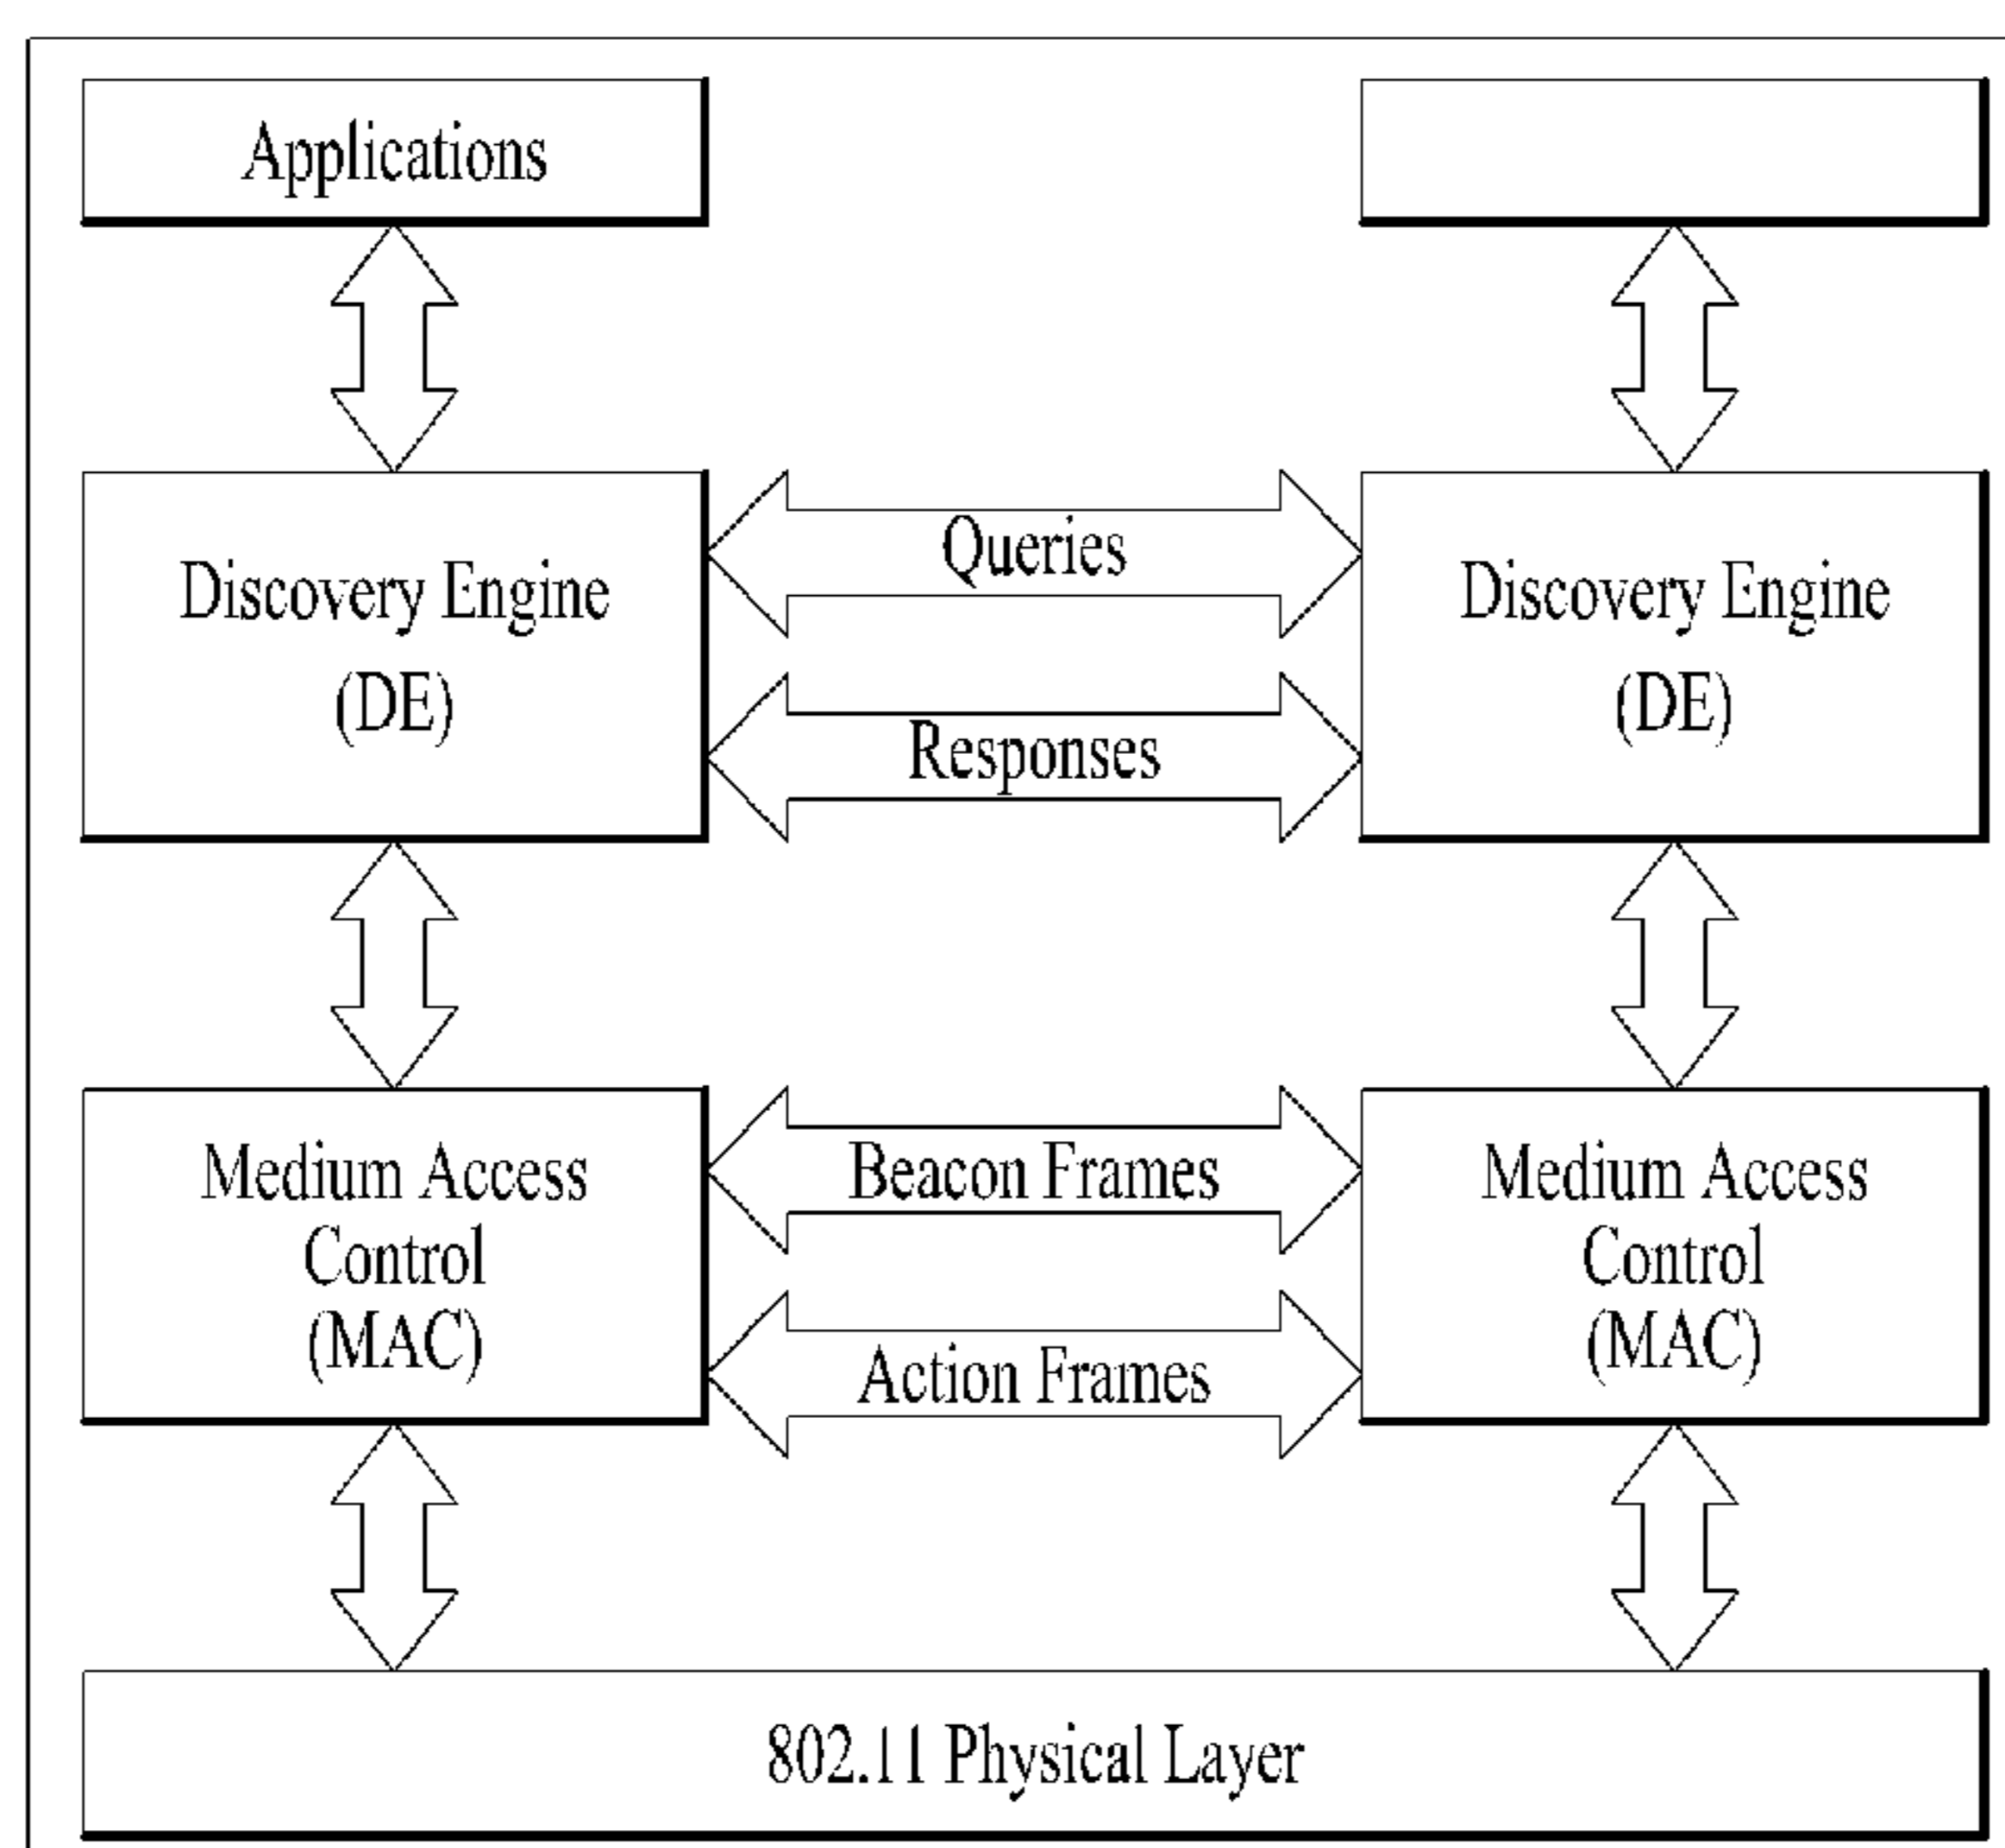 Applications
Discovery Engine
(DE)
Queries
Responses
Discovery Engine
(DE)
Medium Access
Control
(MAC)
Beacon Frames
Action Frames
Medium Access
Control
(MAC)
802.11 Physical Layer